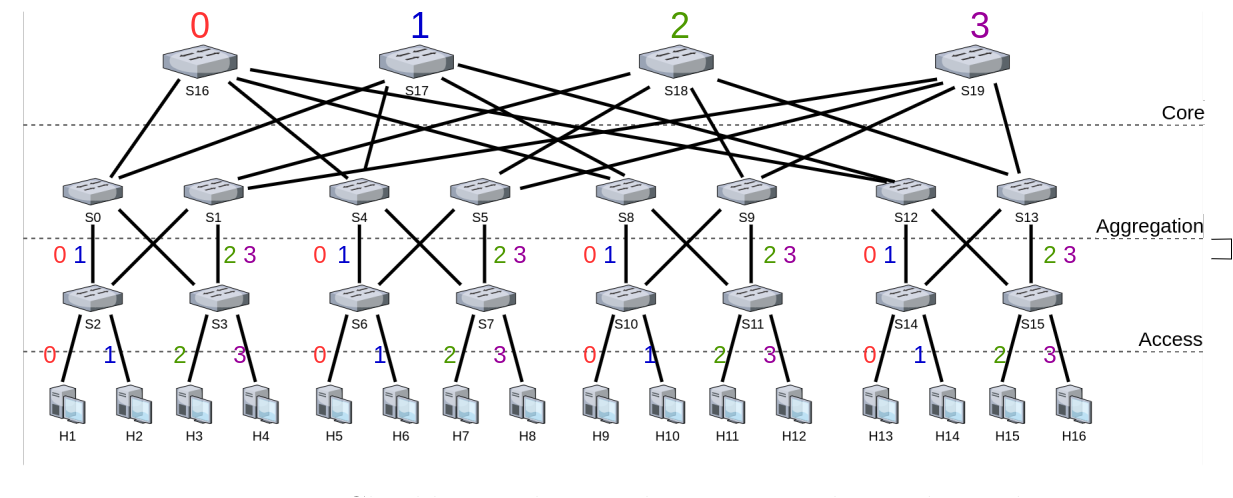 0 1 2 3
S16 S17 S18 S19
Core
S0 S1 S4 S5 S8 S9 S12 S13
Aggregation
0 1 2 3 0 1 2 3 0 1 2 3 0 1 2 3
S2 S3 S6 S7 S10 S11 S14 S15
Access
0 1 2 3 0 1 2 3 0 1 2 3 0 1 2 3
H1 H2 H3 H4 H5 H6 H7 H8 H9 H10 H11 H12 H13 H14 H15 H16